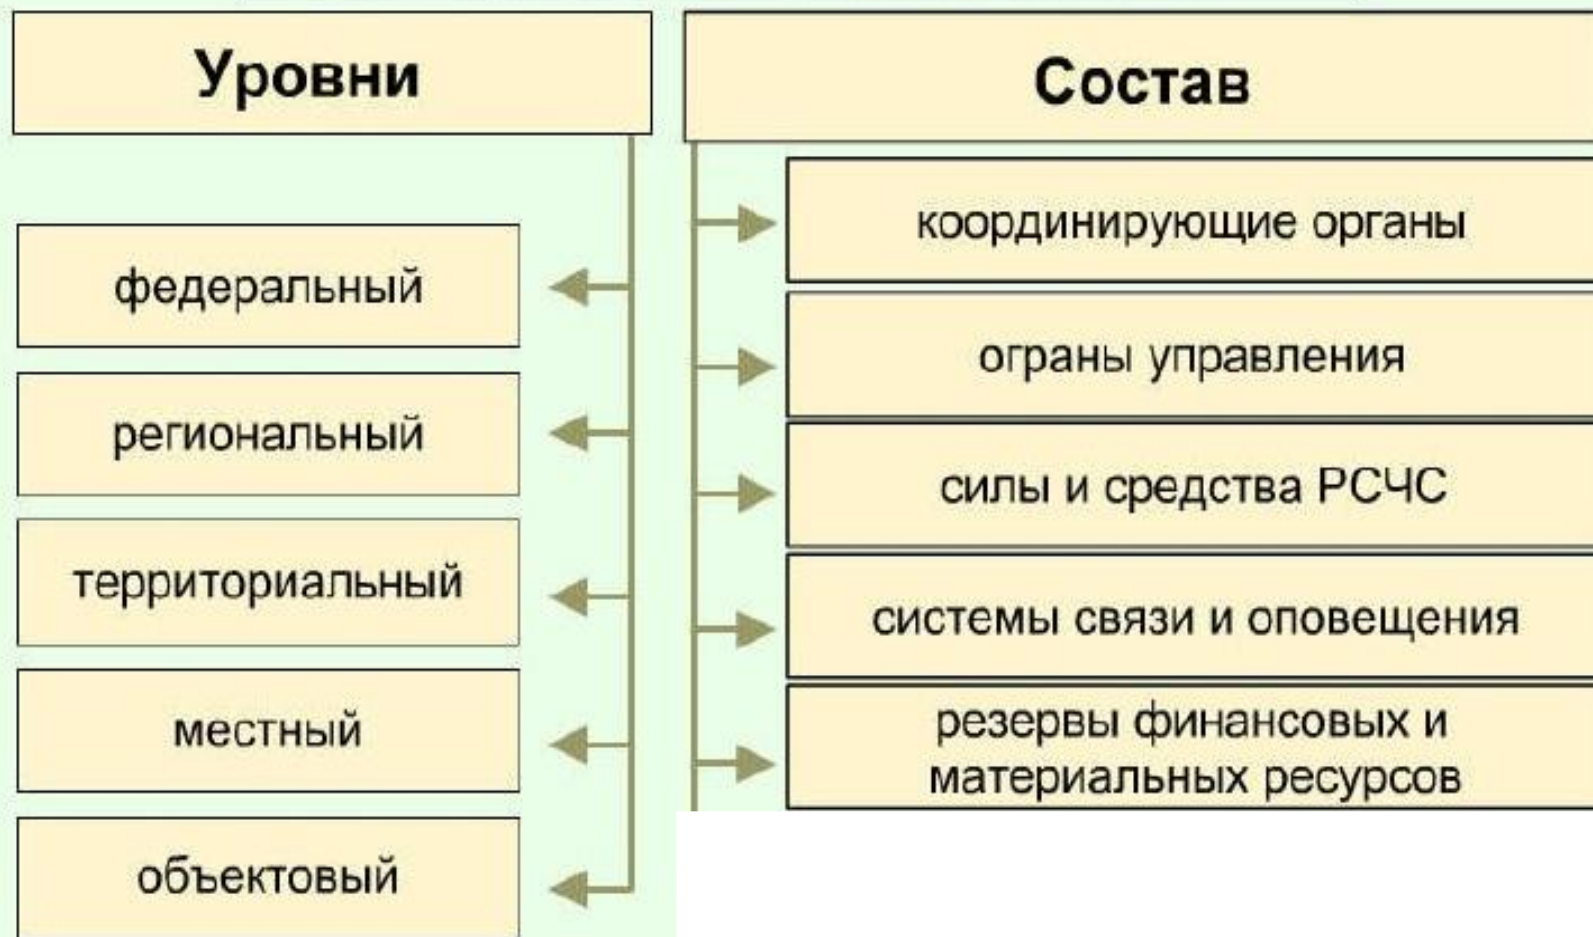 Уровни
федеральный
региональный
территориальный
местный
объектовый
Состав
координирующие органы
ограны управления
силы и средства РСЧС
системы связи и оповещения
резервы финансовых и
материальных ресурсов